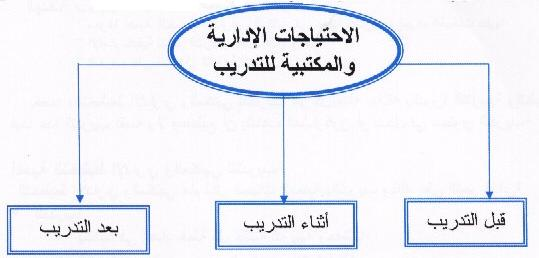 الاحتياجات الإدارية
والمكتبية للتدريب
قبل التدريب
أثناء التدريب
بعد التدريب